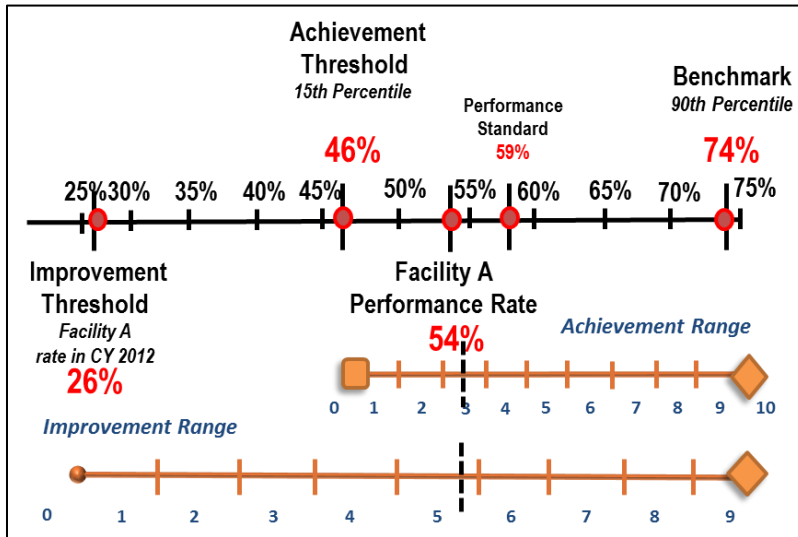 Achievement
Threshold
15th Percentile
46%
Performance
Standard
59%
Benchmark
90th Percentile
74%
25% 30% 35% 40% 45% 50% 55% 60% 65% 70% 75%
Improvement
Threshold
Facility A
rate in CY 2012
26%
Facility A
Performance Rate
54%
Achievement Range
0 1 2 3 4 5 6 7 8 9 10
Improvement Range
0 1 2 3 4 5 6 7 8 9